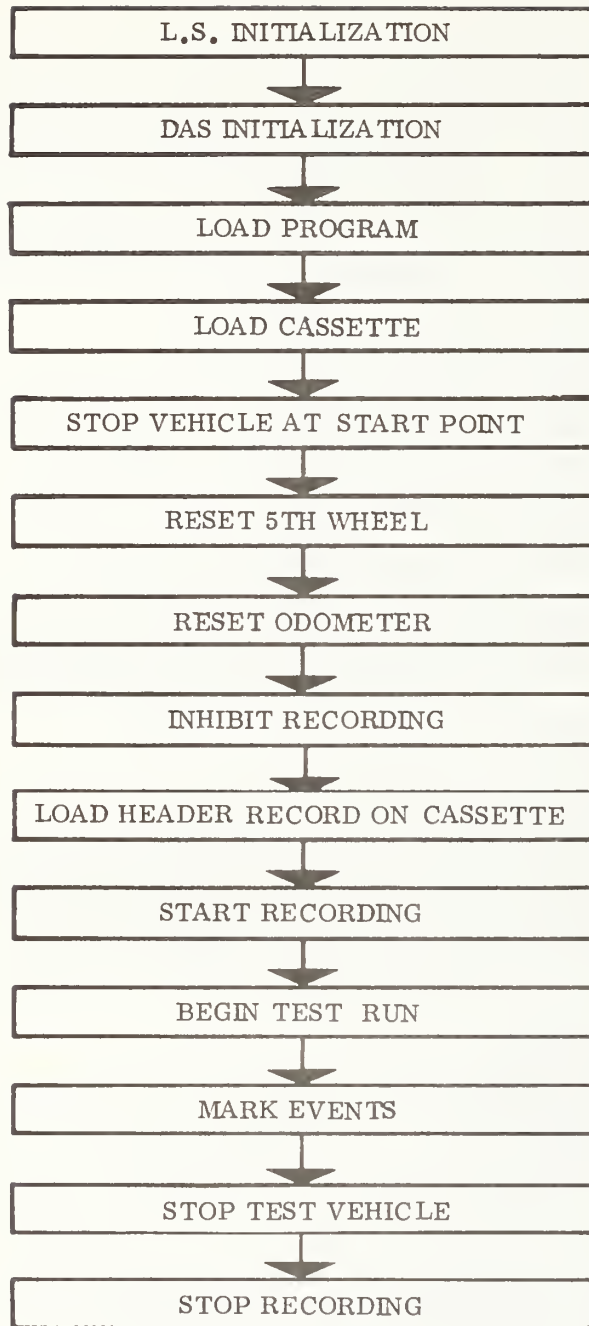 L.S. INITIALIZATION
DAS INITIALIZATION
LOAD PROGRAM
LOAD CASSETTE
STOP VEHICLE AT START POINT
RESET 5TH WHEEL
RESET ODOMETER
INHIBIT RECORDING
LOAD HEADER RECORD ON CASSETTE
START RECORDING
BEGIN TEST RUN
MARK EVENTS
STOP TEST VEHICLE
STOP RECORDING